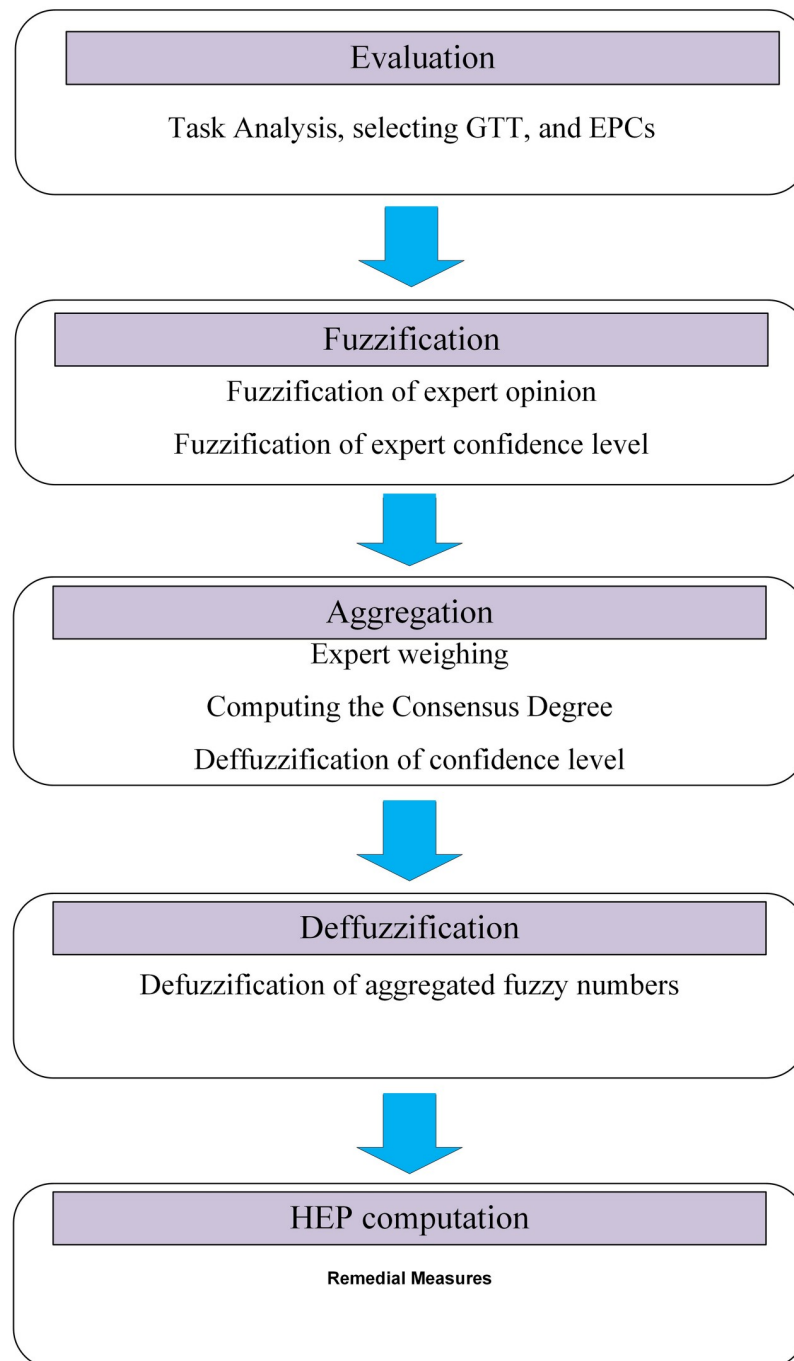 Evaluation
Task Analysis, selecting GTT, and EPCs
Fuzzification
Fuzzification of expert opinion
Fuzzification of expert confidence level
Aggregation
Expert weighing
Computing the Consensus Degree
Deffuzzification of confidence level
Deffuzzification
Defuzzification of aggregated fuzzy numbers
HEP computation
Remedial Measures